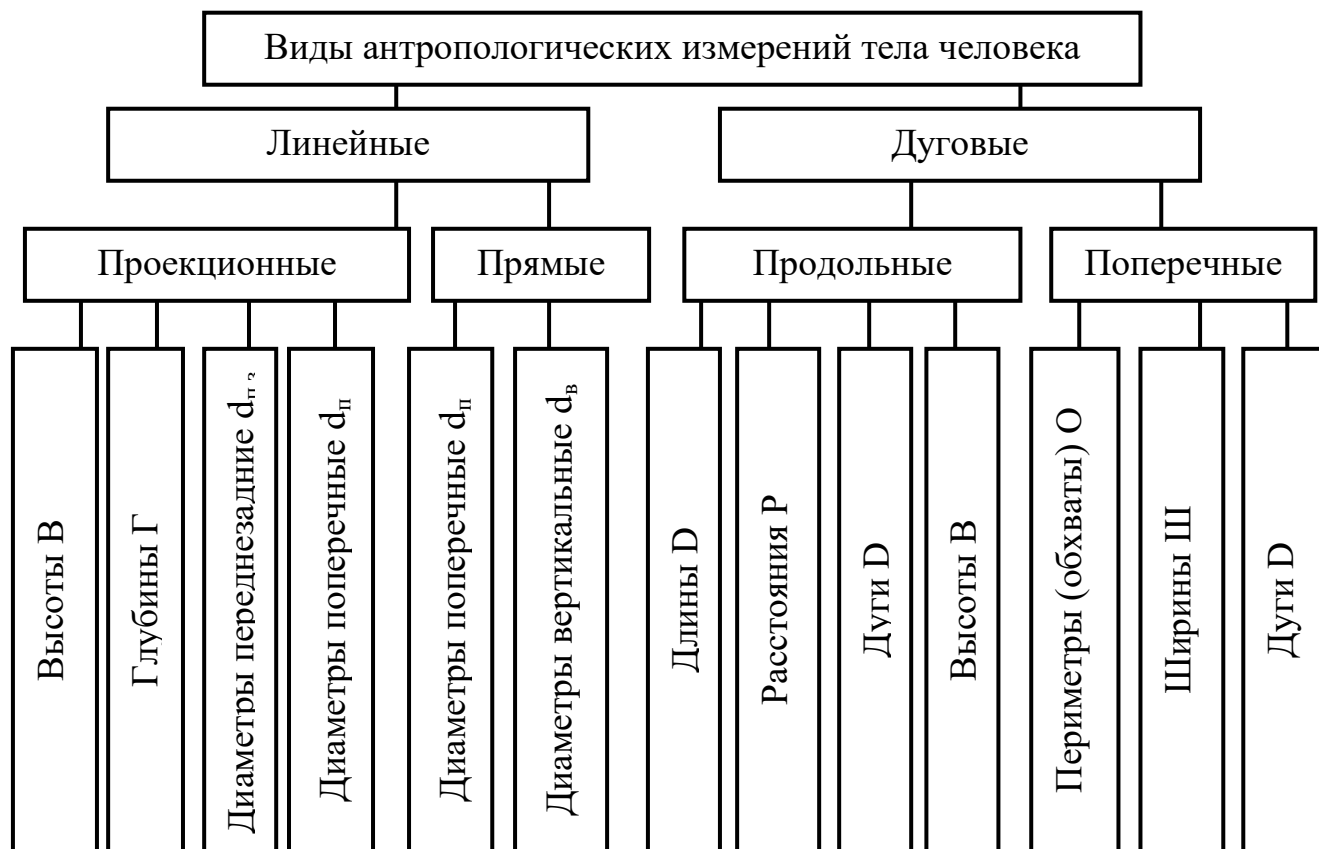 Виды антропологических измерений тела человека
Линейные
Дуговые
Проекционные
Прямые
Продольные
Поперечные
Высоты В
Глубины Г
Диаметры переднезадние d
Диаметры поперечные dп
Диаметры поперечные dп
Диаметры вертикальные dв
Длины D
Расстояния Р
Дуги D
Высоты В
Периметры (обхваты) О
Ширины Ш
Дуги D